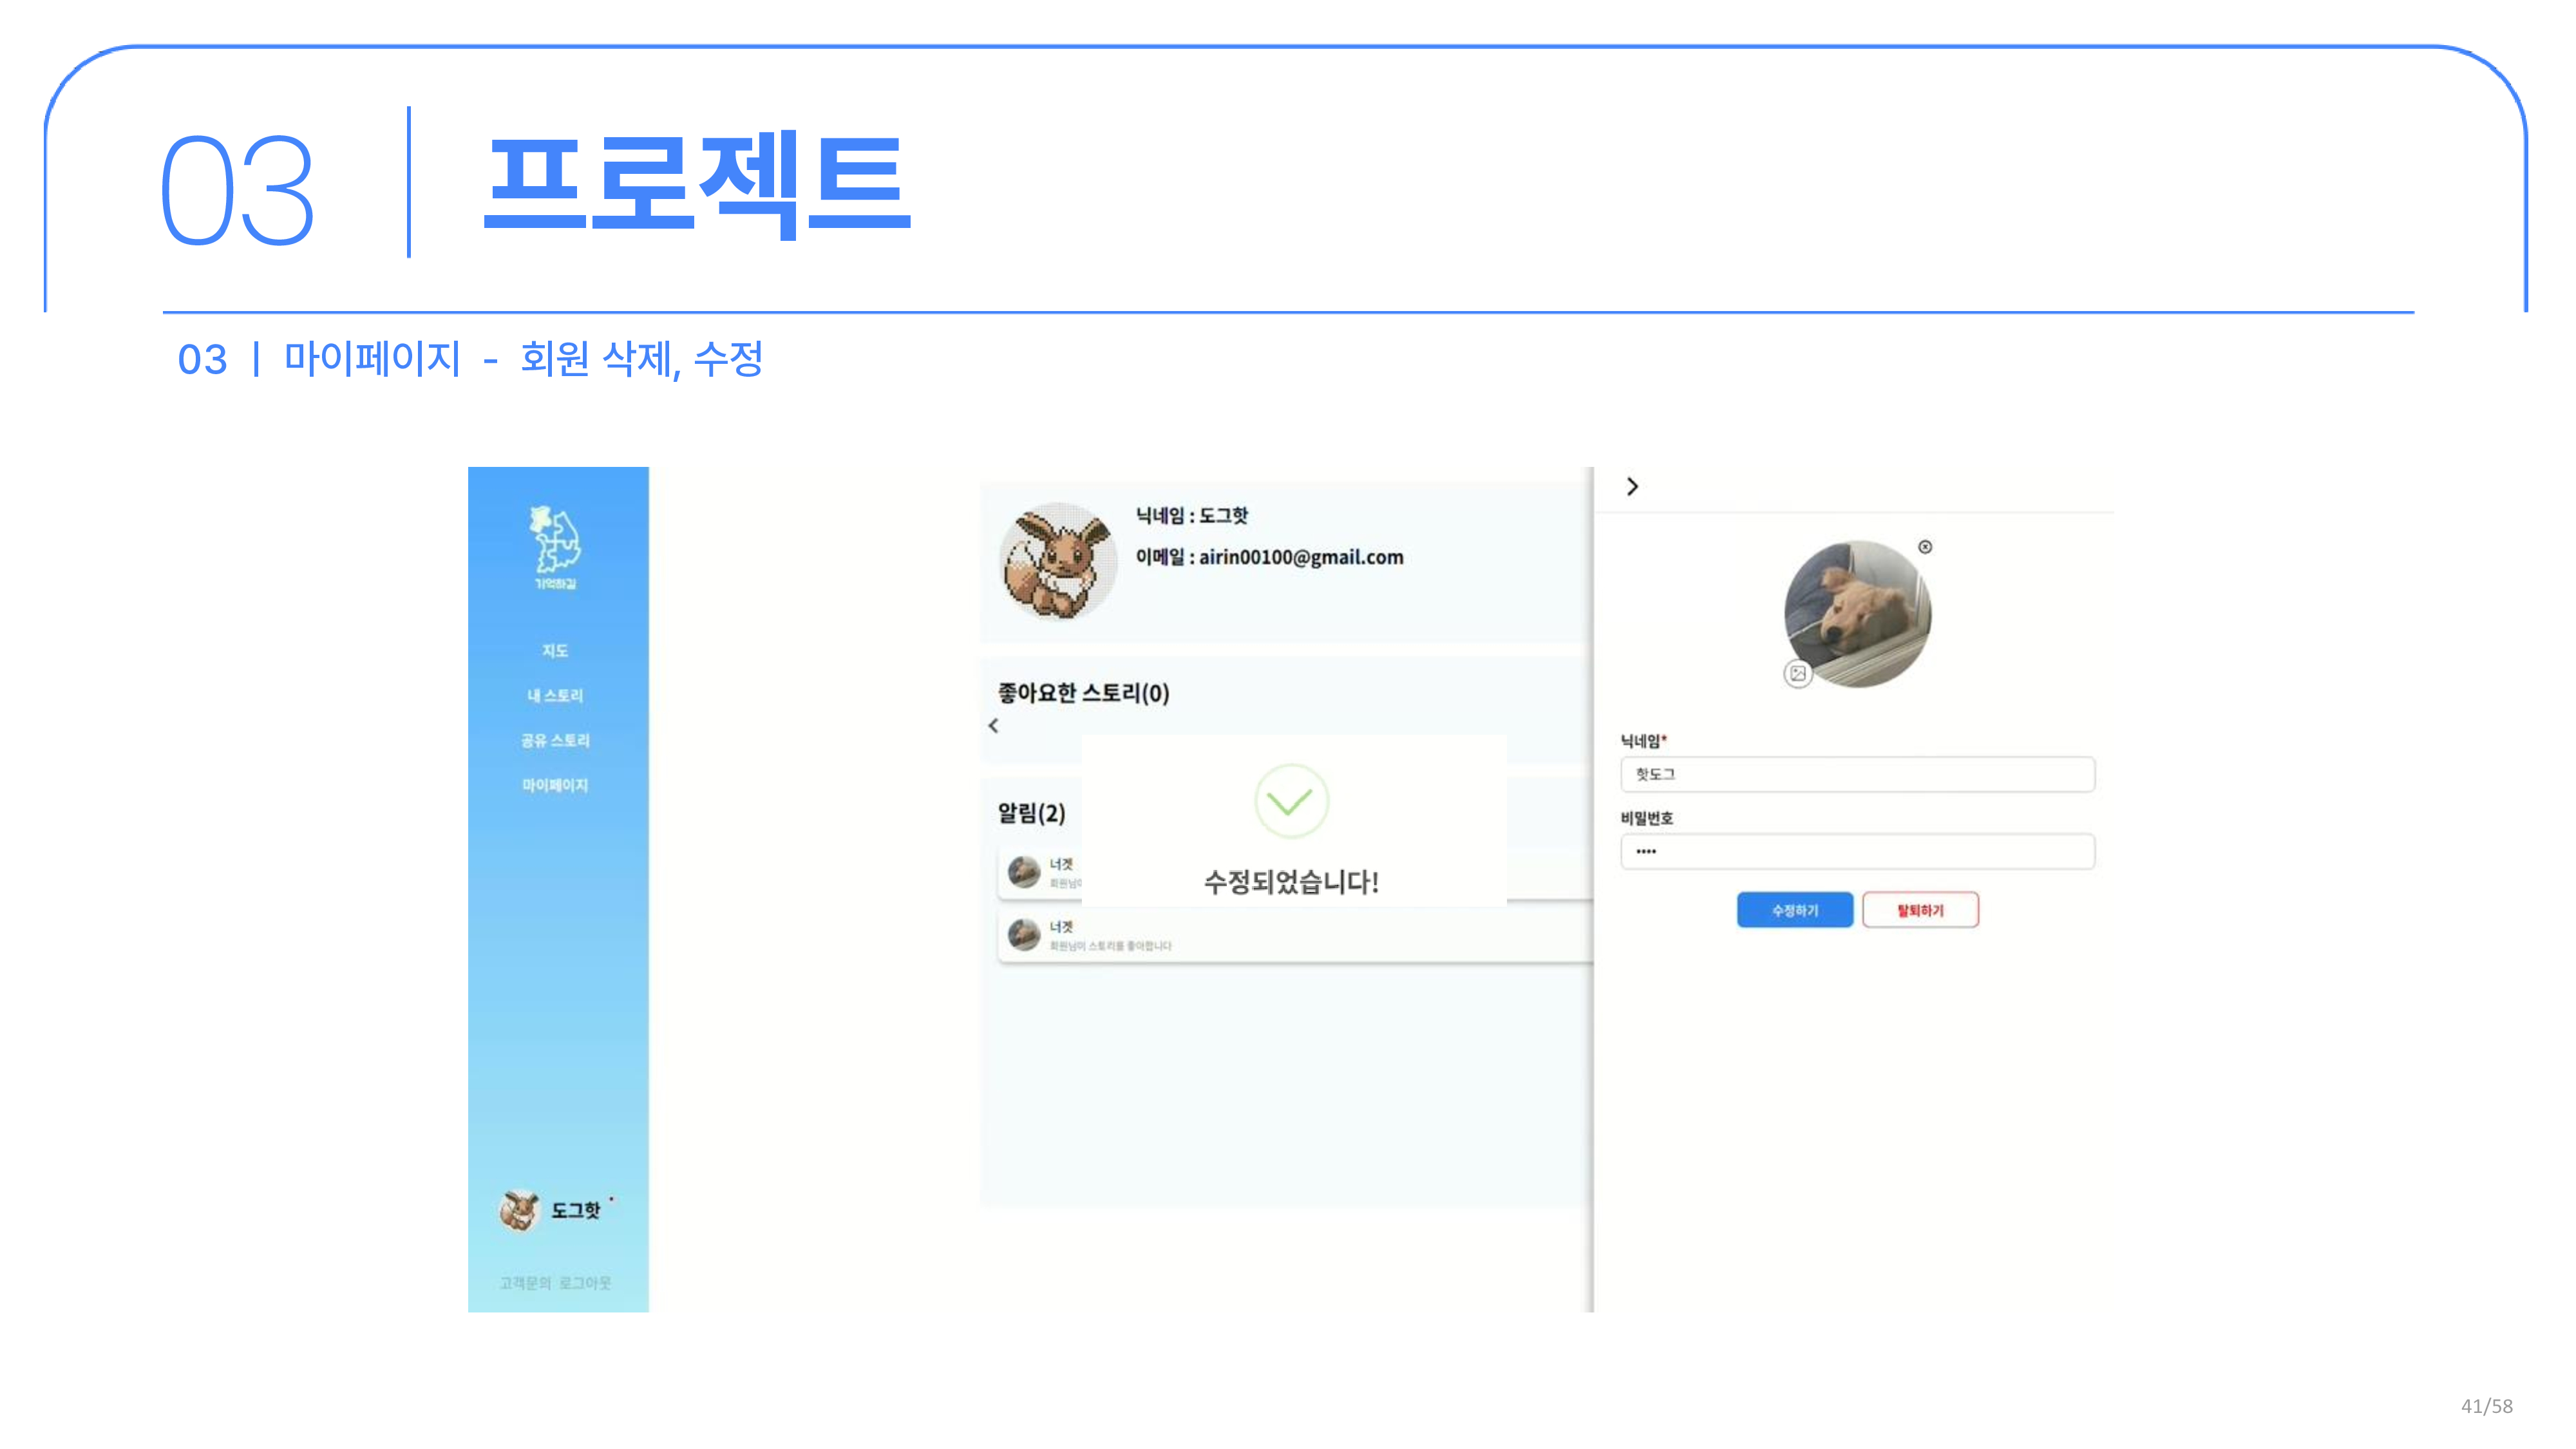 03
프로젝트
03 | 마이페이지 - 회원 삭제, 수정
기억하길
지도
내 스토리
공유 스토리
마이페이지
도그핫
고객문의 로그아웃
닉네임 : 도그핫
이메일 : airin00100@gmail.com
좋아요한 스토리(0)
알림(2)
너겟
회원님이
수정되었습니다!
너겟
회원님이 스토리를 좋아합니다
닉네임*
핫도그
비밀번호
••••
수정하기
탈퇴하기
41/58